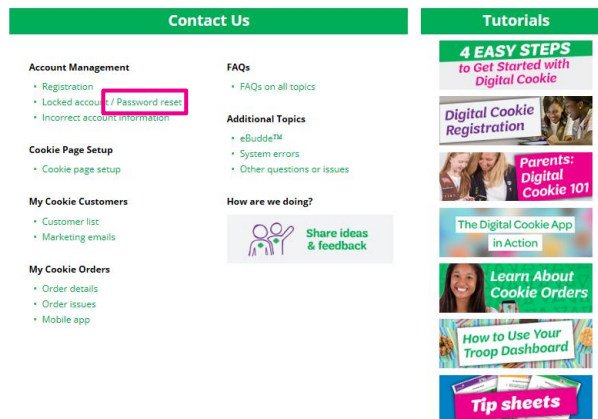 Contact Us
Account Management
Registration
Locked account / Password reset
Incorrect account information
Cookie Page Setup
Cookie page setup
My Cookie Customers
Customer list
Marketing emails
My Cookie Orders
Order details
Order issues
Mobile app
FAQs
FAQs on all topics
Additional Topics
eBudde™
System errors
Other questions or issues
How are we doing?
Share ideas
& feedback
Tutorials
4 EASY STEPS
to Get Started with
Digital Cookie
Digital Cookie
Registration
Parents:
Digital
Cookie 101
The Digital Cookie App
in Action
Learn About
Cookie Orders
How to Use Your
Troop Dashboard
Tip sheets